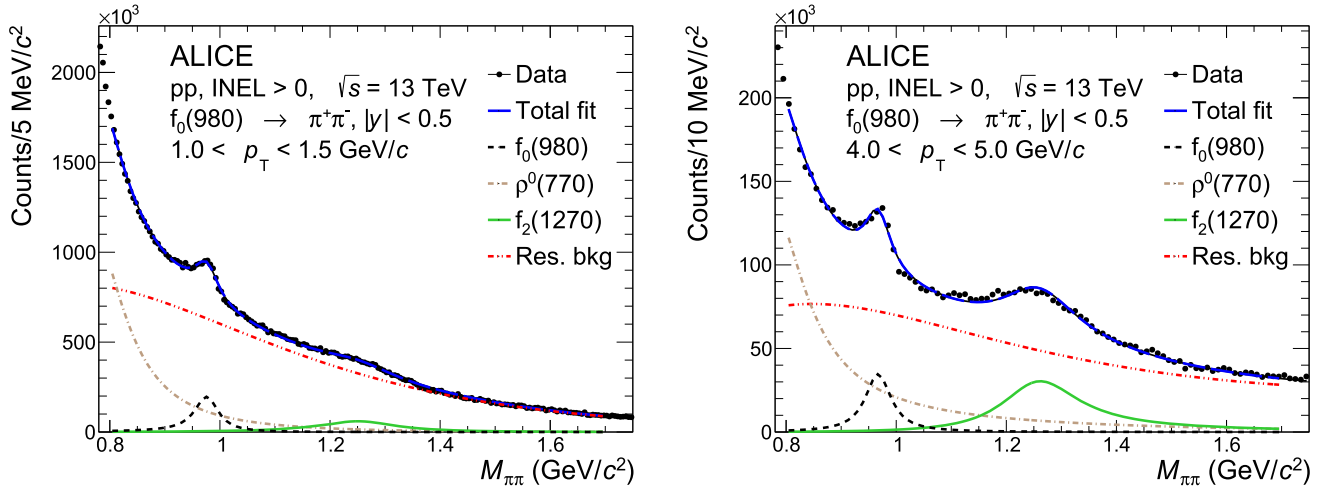 ×10³
ALICE
pp, INEL > 0, √s = 13 TeV
f₀(980) → π⁺π⁻, |y| < 0.5
1.0 < p_T < 1.5 GeV/c
Data
Total fit
f₀(980)
ρ⁰(770)
f₂(1270)
Res. bkg
Counts/5 MeV/c²
2000
1500
1000
500
0
0.8 1 1.2 1.4 1.6
M_ππ (GeV/c²)
×10³
ALICE
pp, INEL > 0, √s = 13 TeV
f₀(980) → π⁺π⁻, |y| < 0.5
4.0 < p_T < 5.0 GeV/c
Data
Total fit
f₀(980)
ρ⁰(770)
f₂(1270)
Res. bkg
Counts/10 MeV/c²
200
150
100
50
0
0.8 1 1.2 1.4 1.6
M_ππ (GeV/c²)